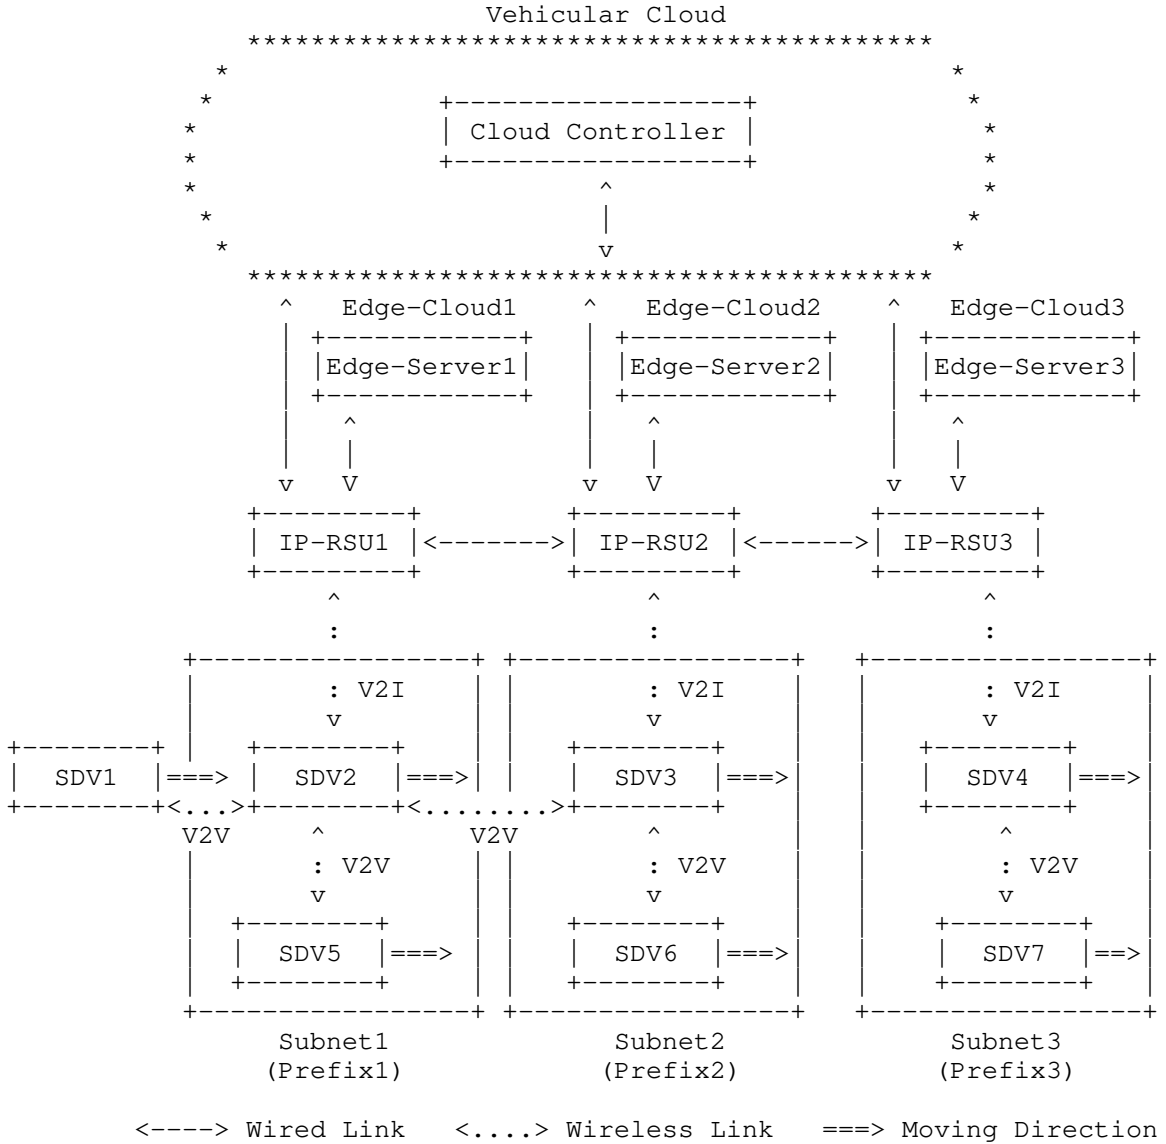 Vehicular Cloud
Cloud Controller
Edge-Cloud1 Edge-Cloud2 Edge-Cloud3
Edge-Server1 Edge-Server2 Edge-Server3
IP-RSU1 IP-RSU2 IP-RSU3
V2I V2I V2I
SDV1 SDV2 SDV3 SDV4
V2V V2V
V2V V2V V2V
SDV5 SDV6 SDV7
Subnet1 Subnet2 Subnet3
(Prefix1) (Prefix2) (Prefix3)
<----> Wired Link <....> Wireless Link ===> Moving Direction